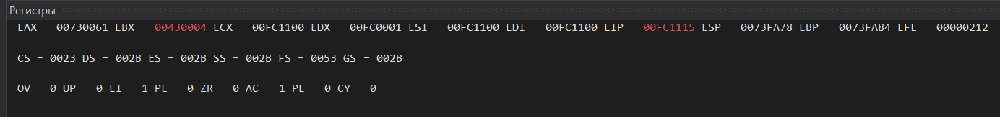 Регистры
EAX = 00730061 EBX = 00430004 ECX = 00FC1100 EDX = 00FC0001 ESI = 00FC1100 EDI = 00FC1100 EIP = 00FC1115 ESP = 0073FA78 EBP = 0073FA84 EFL = 00000212
CS = 0023 DS = 002B ES = 002B SS = 002B FS = 0053 GS = 002B
OV = 0 UP = 0 EI = 1 PL = 0 ZR = 0 AC = 1 PE = 0 CY = 0